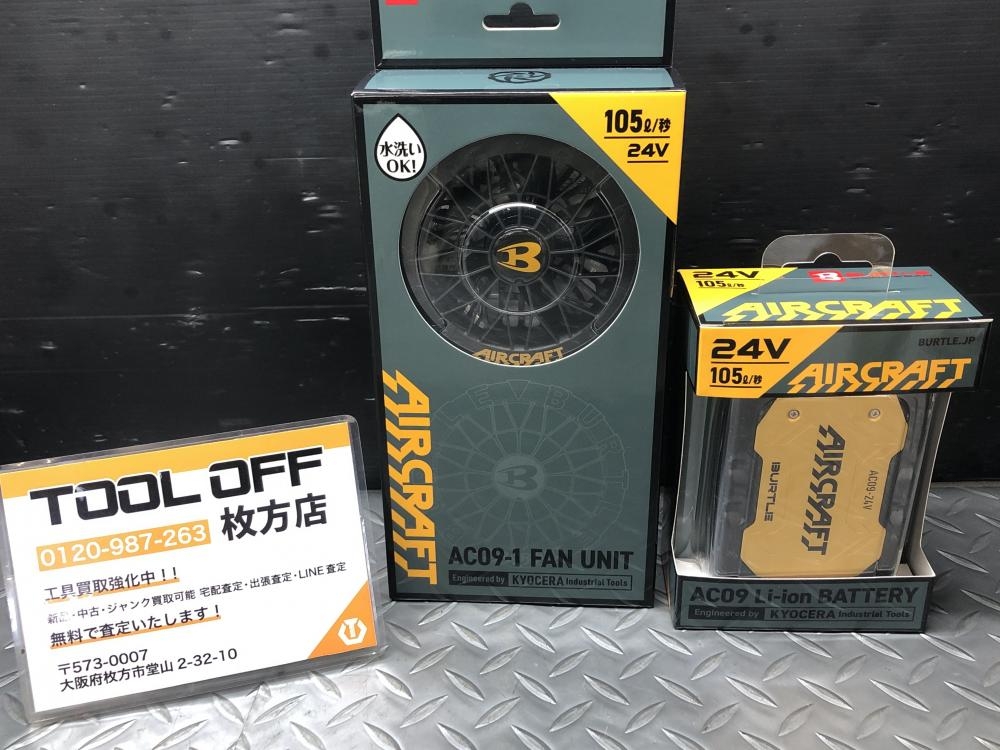 TOOL OFF
枚方店
0120-987-263
工具買取強化中！！
新品・中古・ジャンク買取可能 宅配査定・出張査定・LINE査定
無料で査定いたします！
〒573-0007
大阪府枚方市堂山 2-32-10
水洗い
OK!
105ℓ/秒
24V
B
AIRCRAFT
AIRCRAFT
B
AC09-1 FAN UNIT
Engineered by KYOCERA Industrial Tools
24V
105ℓ/秒
BURTLE
AIRCRAFT
BURTLE.JP
24V
105ℓ/秒
AIRCRAFT
AIRCRAFT
BURTLE
AC09-24V
AC09 Li-ion BATTERY
Engineered by KYOCERA Industrial Tools